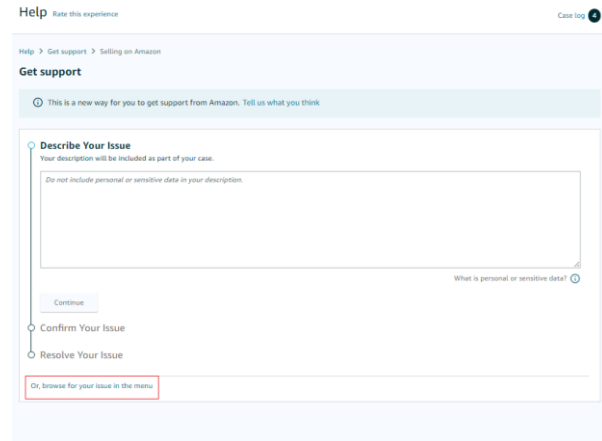 Help Rate this experience
Case log 4
Help > Get support > Selling on Amazon
Get support
This is a new way for you to get support from Amazon. Tell us what you think
Describe Your Issue
Your description will be included as part of your case.
Do not include personal or sensitive data in your description.
What is personal or sensitive data?
Continue
Confirm Your Issue
Resolve Your Issue
Or, browse for your issue in the menu